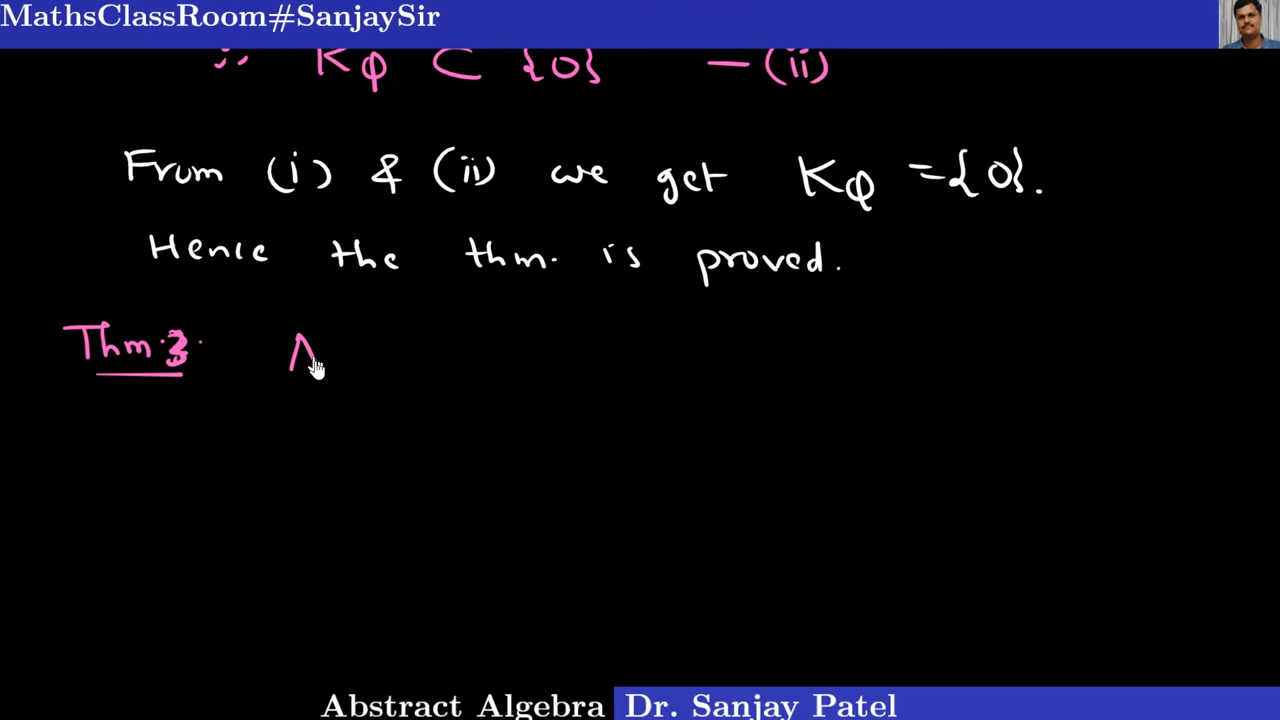 MathsClassRoom#SanjaySir
∴ Kφ ⊂ {0} — (ii)
From (i) & (ii) we get Kφ = {0}.
Hence the thm. is proved.
Thm. 3.
Abstract Algebra Dr. Sanjay Patel